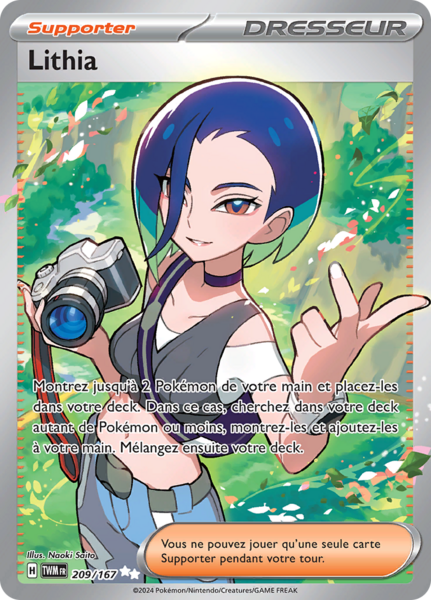 Supporter
DRESSEUR
Lithia
Montrez jusqu'à 2 Pokémon de votre main et placez-les
dans votre deck. Dans ce cas, cherchez dans votre deck
autant de Pokémon ou moins, montrez-les et ajoutez-les
à votre main. Mélangez ensuite votre deck.
Illus. Naoki Saito
Vous ne pouvez jouer qu'une seule carte
Supporter pendant votre tour.
H TWM FR 209/167
©2024 Pokémon/Nintendo/Creatures/GAME FREAK